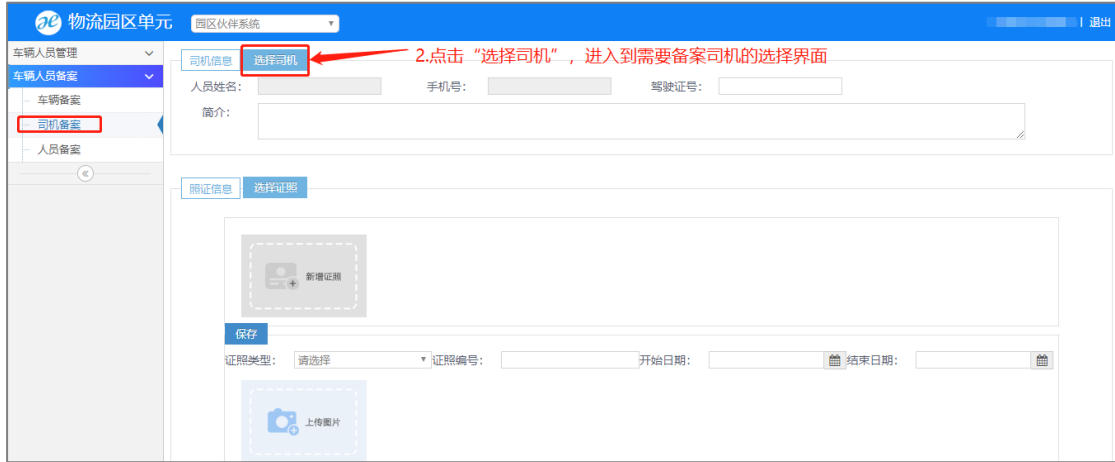 物流园区单元 园区伙伴系统 退出
车辆人员管理
车辆人员备案
车辆备案
司机备案
人员备案
司机信息 选择司机 2.点击“选择司机”，进入到需要备案司机的选择界面
人员姓名： 手机号： 驾驶证号：
简介：
照证信息 选择证照
新增证照
保存
证照类型： 请选择 证照编号： 开始日期： 结束日期：
上传图片